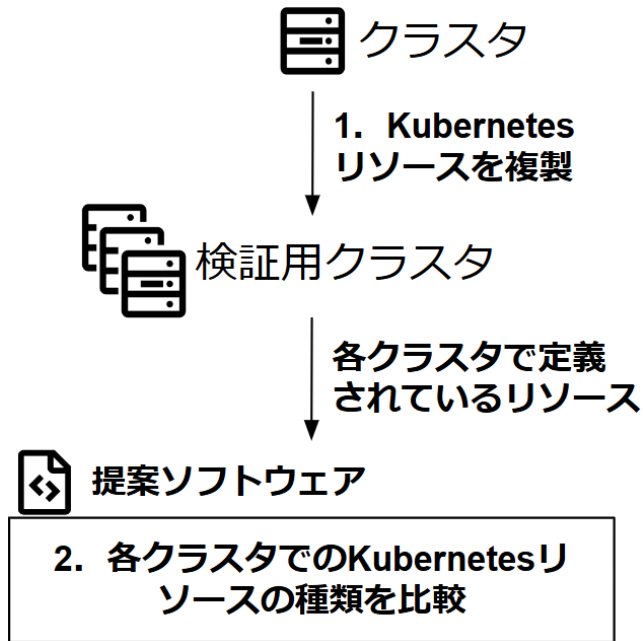 クラスタ
1. Kubernetes
リソースを複製
検証用クラスタ
各クラスタで定義
されているリソース
提案ソフトウェア
2. 各クラスタでのKubernetesリ
ソースの種類を比較